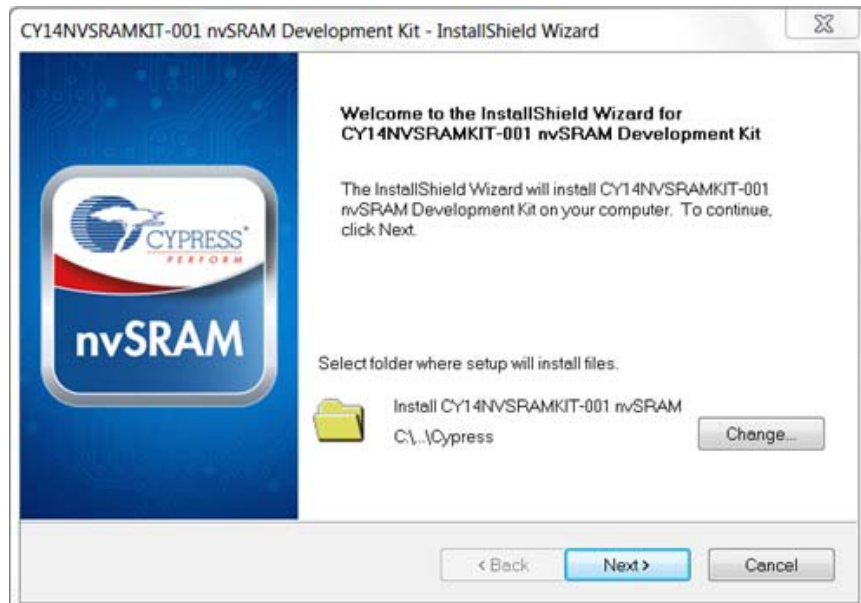 CY14NVSRAMKIT-001 nvSRAM Development Kit - InstallShield Wizard
Welcome to the InstallShield Wizard for
CY14NVSRAMKIT-001 nvSRAM Development Kit
The InstallShield Wizard will install CY14NVSRAMKIT-001
nvSRAM Development Kit on your computer. To continue,
click Next.
CYPRESS
PERFORM
nvSRAM
Select folder where setup will install files.
Install CY14NVSRAMKIT-001 nvSRAM
C:\...\Cypress
Change...
< Back
Next >
Cancel